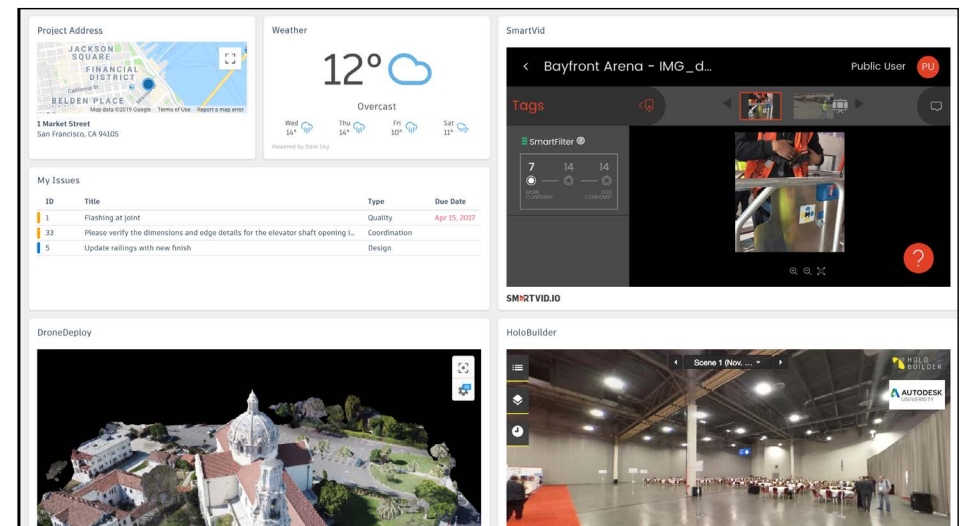 Project Address
JACKSON
SQUARE
FINANCIAL
DISTRICT
California St
BELDEN PLACE
Map data ©2019 Google Terms of Use Report a map error
1 Market Street
San Francisco, CA 94105
Weather
12°
Overcast
Wed Thu Fri Sat
14° 14° 10° 11°
Powered by Dark Sky
My Issues
ID Title Type Due Date
1 Flashing at joint Quality Apr 15, 2017
33 Please verify the dimensions and edge details for the elevator shaft opening i... Coordination
5 Update railings with new finish Design
SmartVid
Bayfront Arena - IMG_d...
Public User PU
Tags
SmartFilter
7 14 14
CONFIDENT CONFIDENT
?
SMARTVID.IO
DroneDeploy
HoloBuilder
Scene 1 (Nov. ...
HOLO
BUILDER
AUTODESK
UNIVERSITY